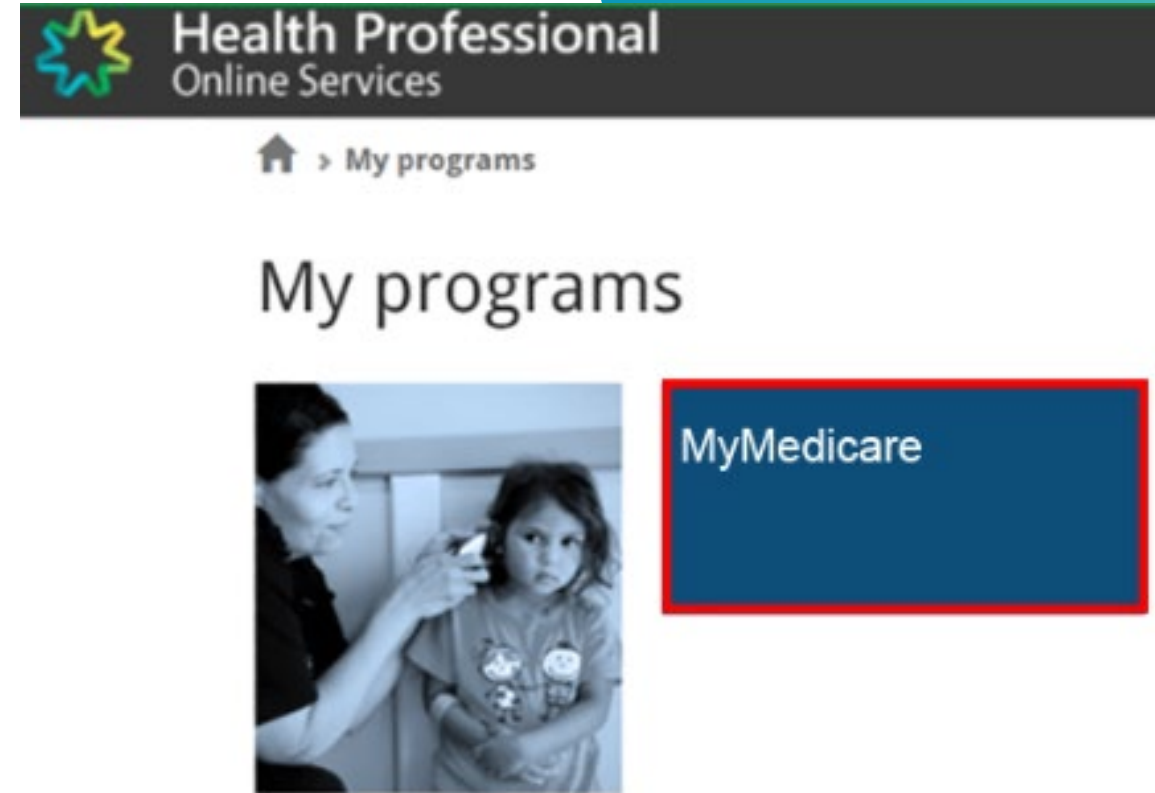 Health Professional
Online Services
> My programs
My programs
MyMedicare